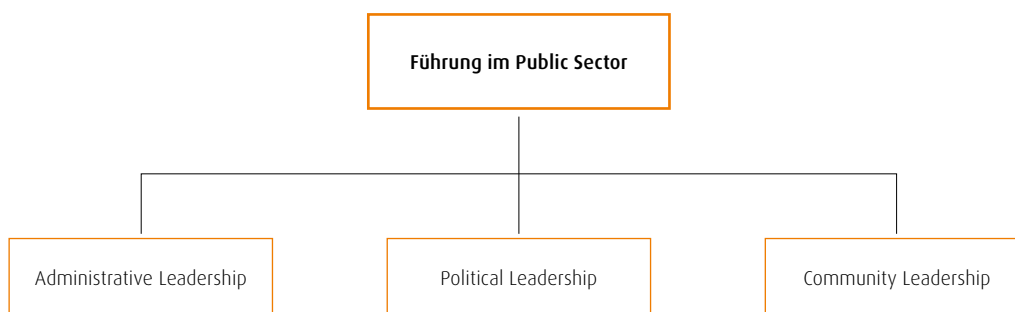 Führung im Public Sector
Administrative Leadership
Political Leadership
Community Leadership